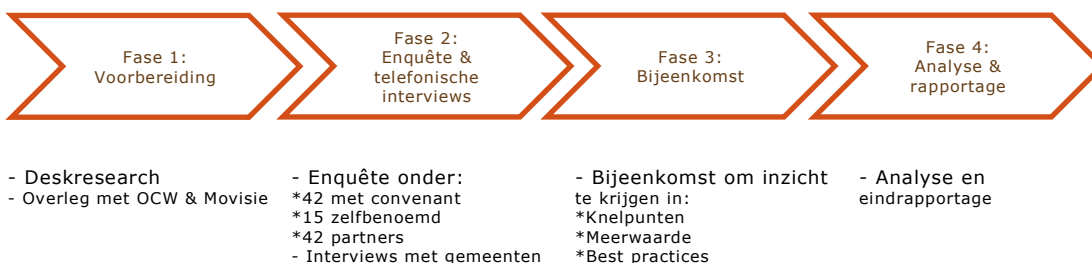 Fase 1:
Voorbereiding
Fase 2:
Enquête &
telefonische
interviews
Fase 3:
Bijeenkomst
Fase 4:
Analyse &
rapportage
- Deskresearch
- Overleg met OCW & Movisie
- Enquête onder:
*42 met convenant
*15 zelfbenoemd
*42 partners
- Interviews met gemeenten
- Bijeenkomst om inzicht
te krijgen in:
*Knelpunten
*Meerwaarde
*Best practices
- Analyse en
eindrapportage